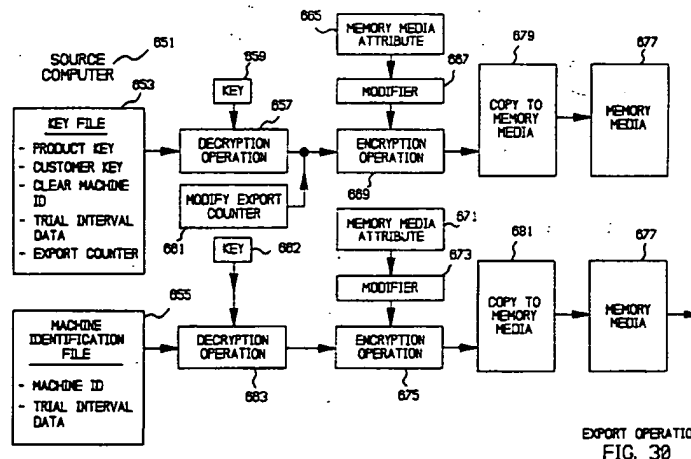 SOURCE COMPUTER
651
653
KEY FILE
- PRODUCT KEY
- CUSTOMER KEY
- CLEAR MACHINE ID
- TRIAL INTERVAL DATA
- EXPORT COUNTER
659
KEY
657
DECRYPTION OPERATION
MODIFY EXPORT COUNTER
661
665
MEMORY MEDIA ATTRIBUTE
667
MODIFIER
ENCRYPTION OPERATION
669
679
COPY TO MEMORY MEDIA
677
MEMORY MEDIA
655
MACHINE IDENTIFICATION FILE
- MACHINE ID
- TRIAL INTERVAL DATA
KEY
662
DECRYPTION OPERATION
663
MEMORY MEDIA ATTRIBUTE
671
673
MODIFIER
ENCRYPTION OPERATION
675
681
COPY TO MEMORY MEDIA
677
MEMORY MEDIA
EXPORT OPERATION
FIG. 30